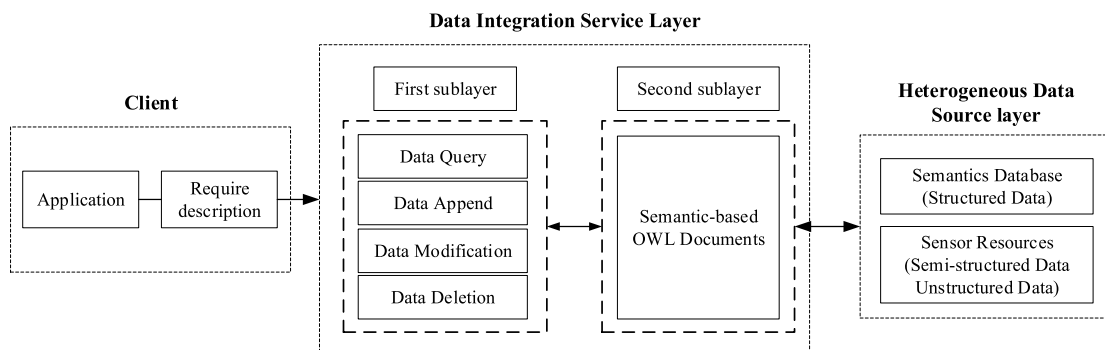 Data Integration Service Layer
Client
Application
Require
description
First sublayer
Data Query
Data Append
Data Modification
Data Deletion
Second sublayer
Semantic-based
OWL Documents
Heterogeneous Data
Source layer
Semantics Database
(Structured Data)
Sensor Resources
(Semi-structured Data
Unstructured Data)